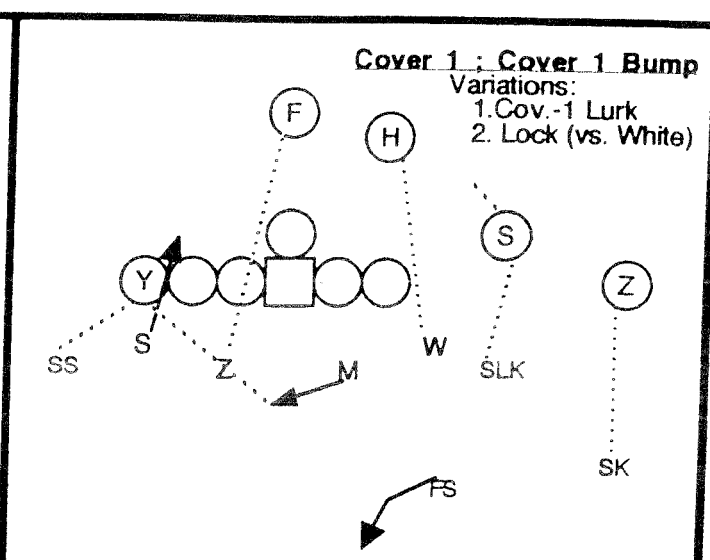 Cover 1 ; Cover 1 Bump
Variations:
1.Cov.-1 Lurk
2. Lock (vs. White)
F
H
S
Y
Z
S
SS
Z
M
W
SLK
SK
FS